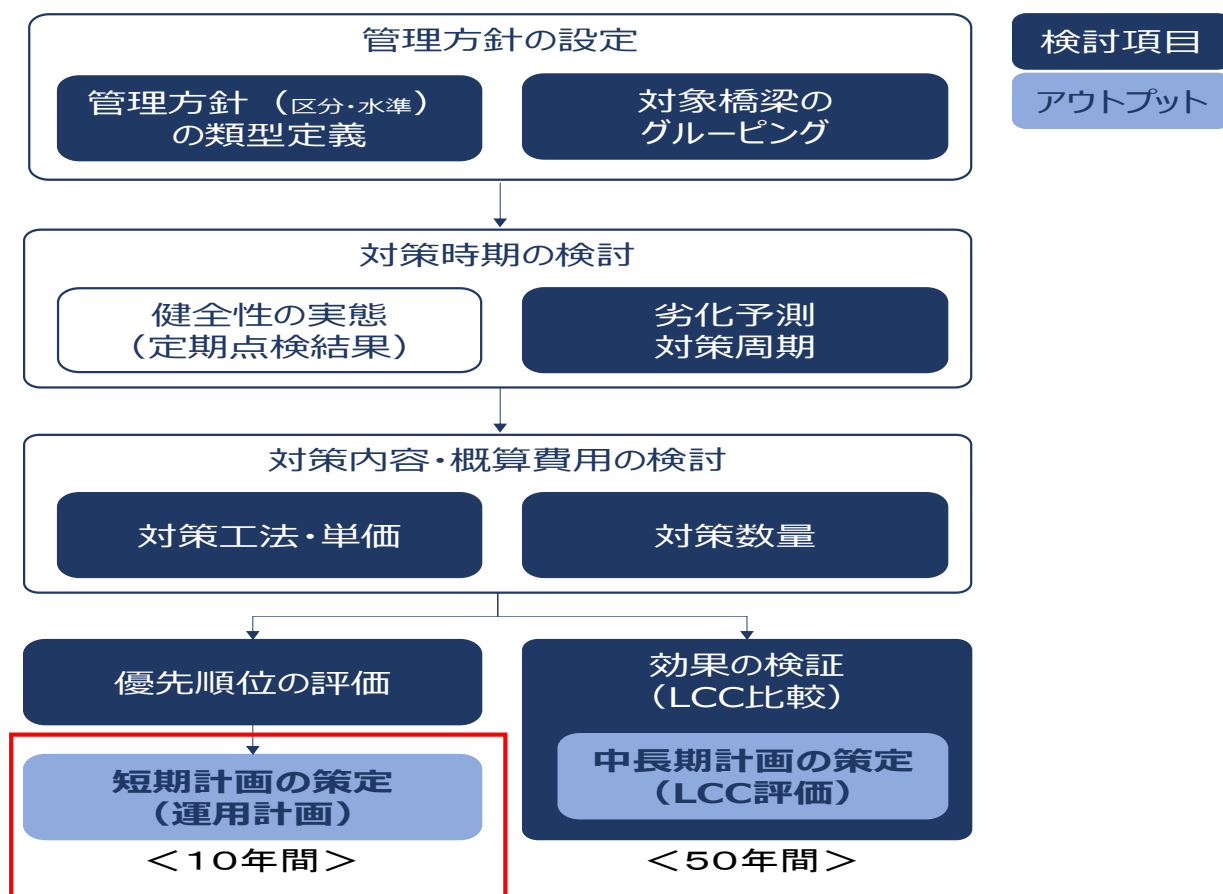 管理方針の設定
管理方針（区分・水準）
の類型定義
対象橋梁の
グルーピング
検討項目
アウトプット
対策時期の検討
健全性の実態
（定期点検結果）
劣化予測
対策周期
対策内容・概算費用の検討
対策工法・単価
対策数量
優先順位の評価
短期計画の策定
（運用計画）
＜10年間＞
効果の検証
（LCC比較）
中長期計画の策定
（LCC評価）
＜50年間＞